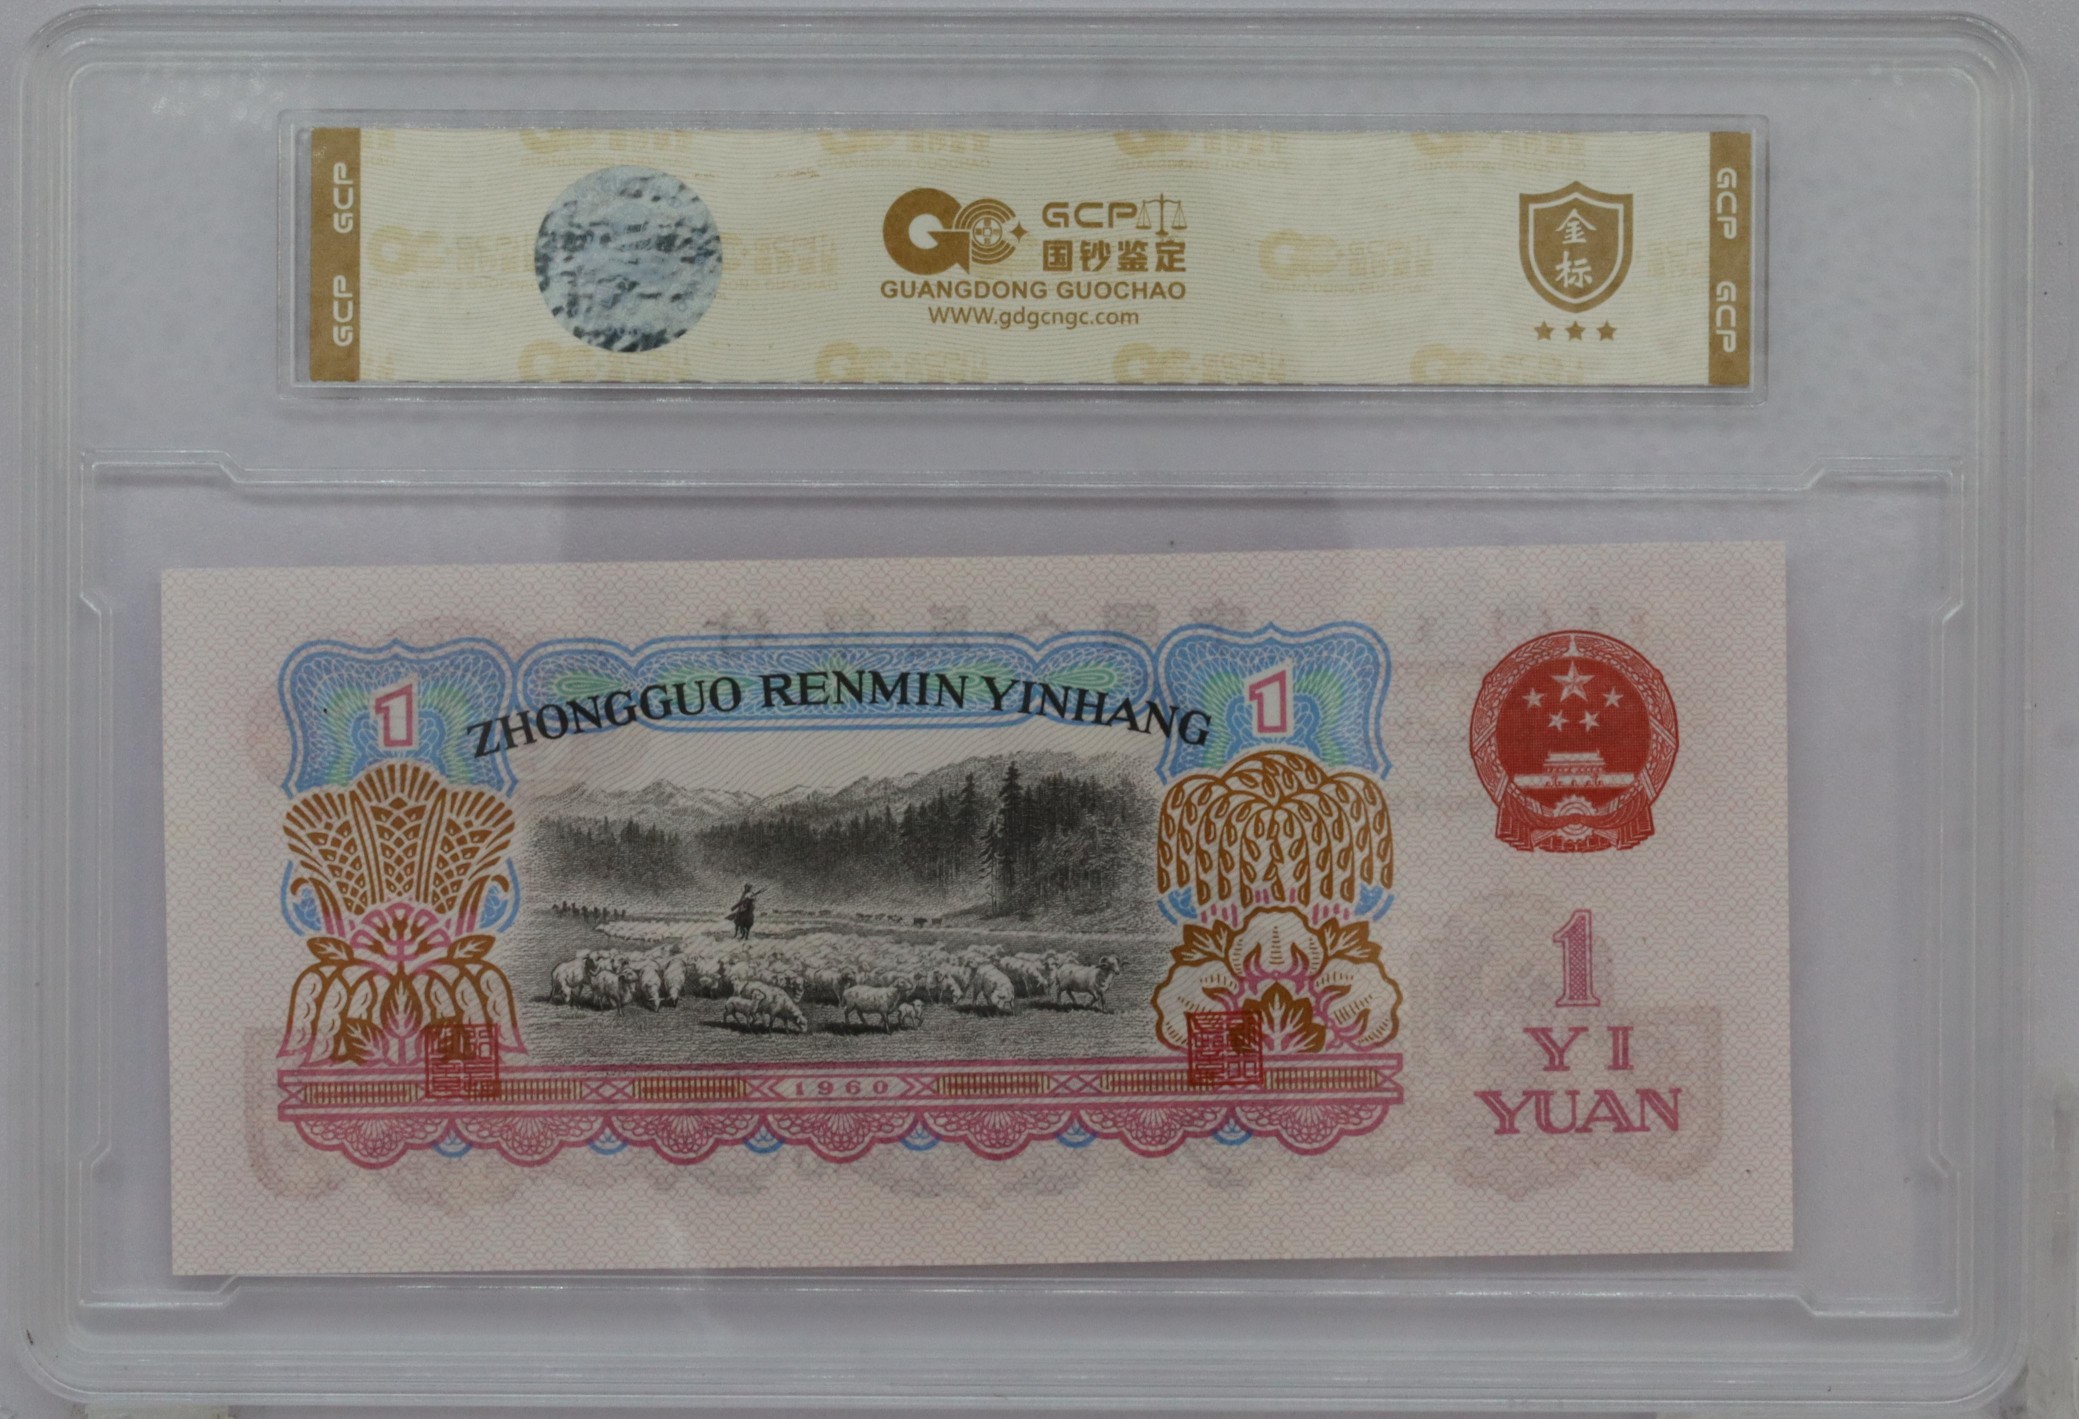 GCP
GCP
GCP
国钞鉴定
GUANGDONG GUOCHAO
WWW.gdgcngc.com
金标
GCP
GCP
ZHONGGUO RENMIN YINHANG
1
1
1960
1
YI
YUAN